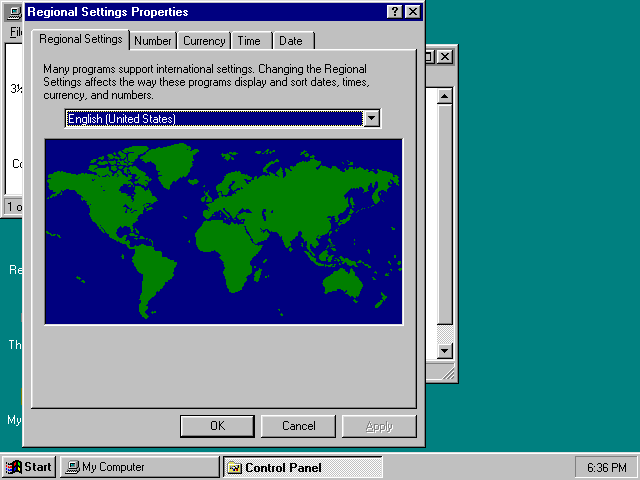 Regional Settings Properties
Regional Settings
Number
Currency
Time
Date
Many programs support international settings. Changing the Regional
Settings affects the way these programs display and sort dates, times,
currency, and numbers.
English (United States)
OK
Cancel
Apply
File
3½
Co
1 o
Re
Th
My
Start
My Computer
Control Panel
6:36 PM